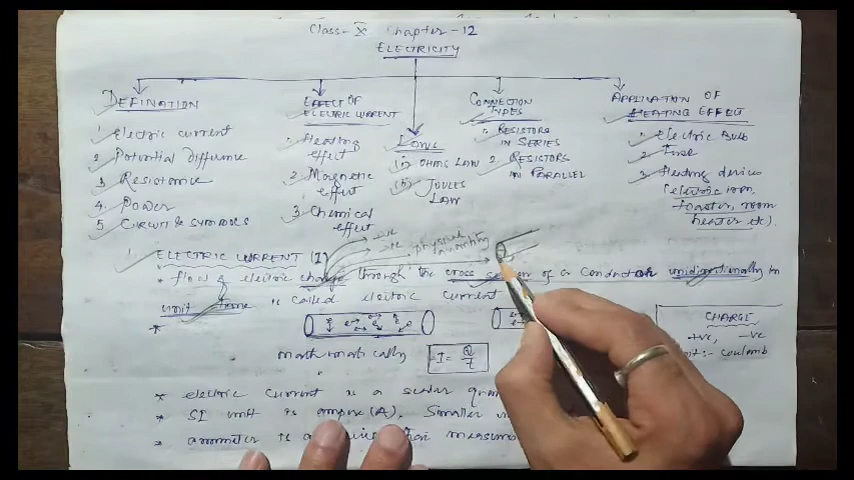 Class-X Chapter-12
ELECTRICITY
DEFINATION
1 Electric current
2 Potential diffurance
3 Resistance
4. Power
5 CIRCUIT & SYMBOLS
EFFECT OF
ELECTRIC CURRENT
1. Heating
effect
2 Magnetic
effect
3 Chemical
effect
LAWS
(i) OHMS LAW
(ii) JOULES
LAW
CONNECTION
TYPES
1. RESISTORS
IN SERIES
2. RESISTORS
IN PARALLEL
APPLICATION OF
HEATING EFFECT
1. Electric Bulb
2. Fuse
3. Heating device
(electric iron,
toaster, room
heater etc).
1 ELECTRIC CURRENT (I)
+ve
-ve
physical
* flow of electric charge through the cross section of a conductor unidirectionally in
unit time is called electric current
*
mathematically I = Q/t
CHARGE
+ve, -ve
unit:- coulomb
* electric current is a scalar
* SI unit is ampere (A). Smaller
* ammeter is a